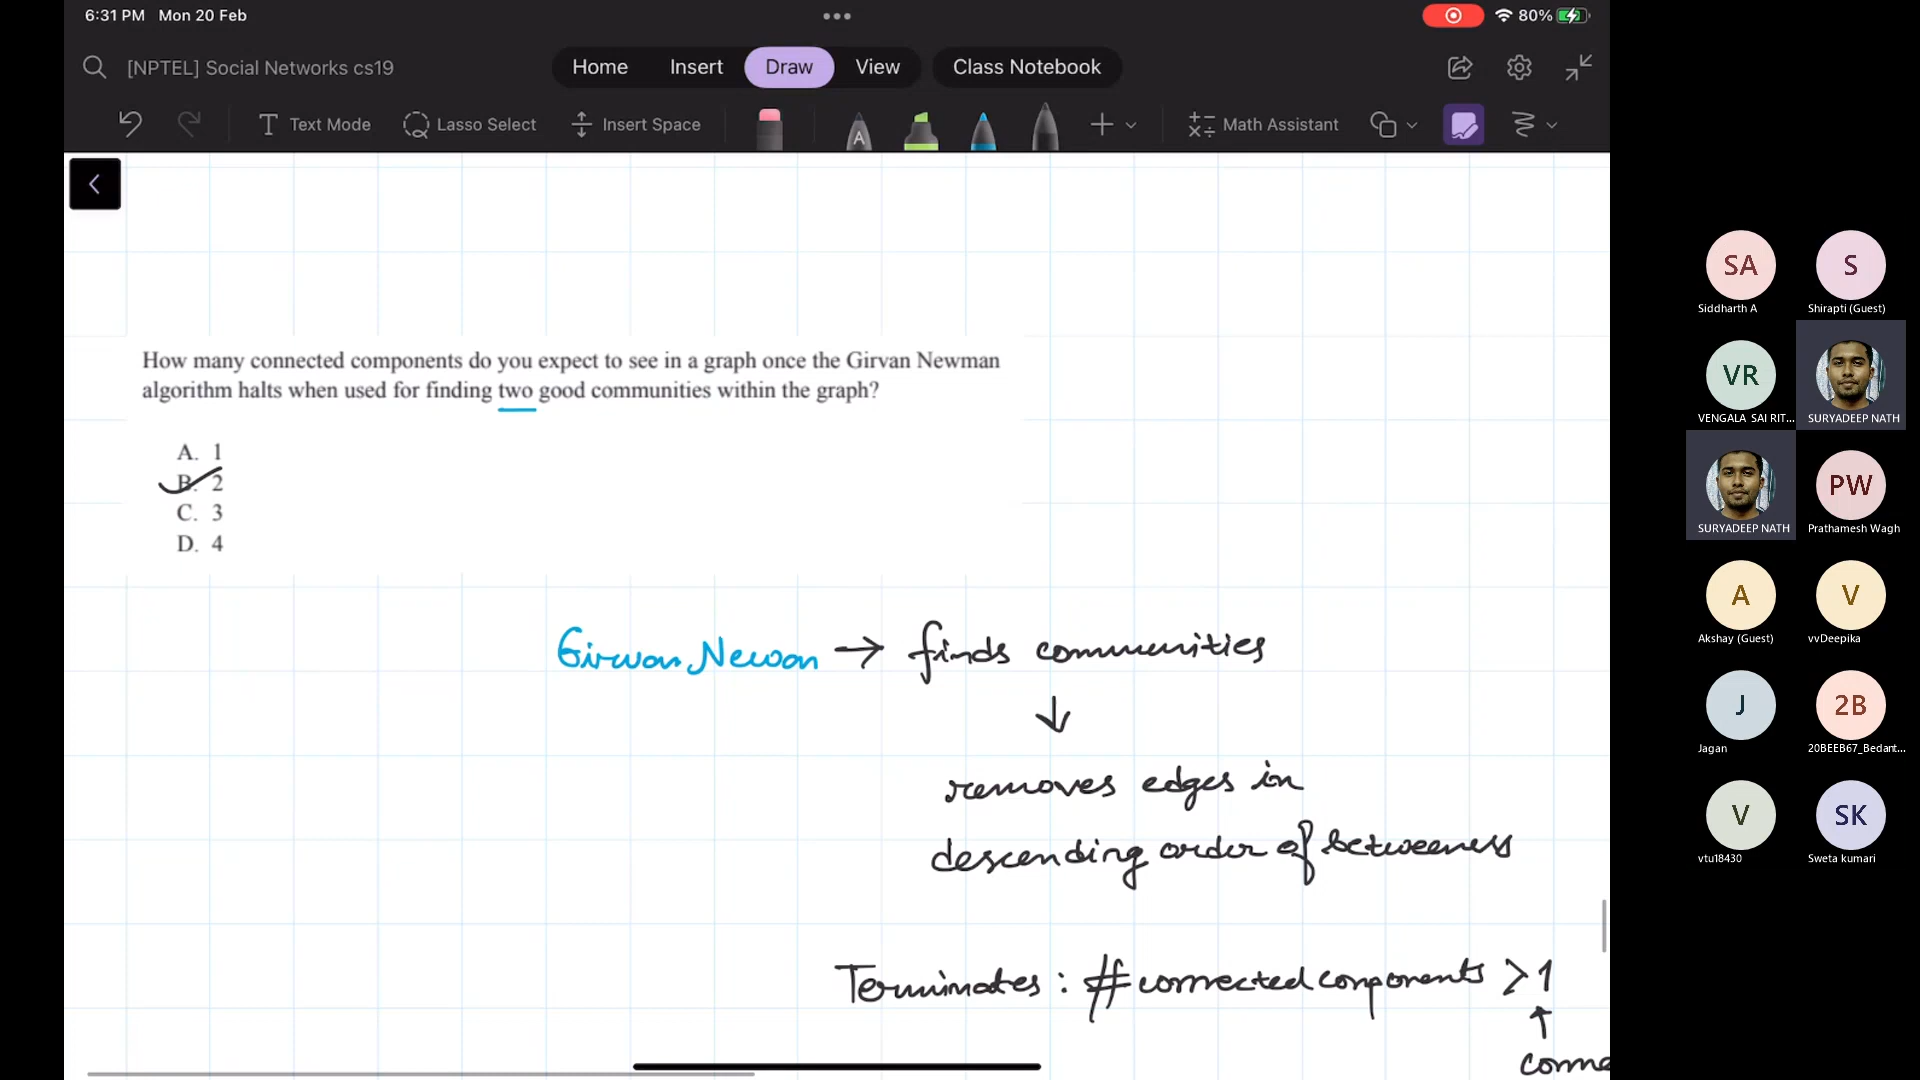 6:31 PM Mon 20 Feb
80%
[NPTEL] Social Networks cs19
Home Insert Draw View Class Notebook
Text Mode Lasso Select Insert Space A Math Assistant
How many connected components do you expect to see in a graph once the Girvan Newman
algorithm halts when used for finding two good communities within the graph?
A. 1
B. 2
C. 3
D. 4
Girvan Newman → finds communities
↓
removes edges in
descending order of betweeness
Terminates : # connected components > 1
↑
conne
SA
Siddharth A
S
Shirapti (Guest)
VR
VENGALA SAI RIT...
SURYADEEP NATH
SURYADEEP NATH
PW
Prathamesh Wagh
A
Akshay (Guest)
V
vvDeepika
J
Jagan
2B
20BEEB67_Bedant...
V
vtu18430
SK
Sweta kumari